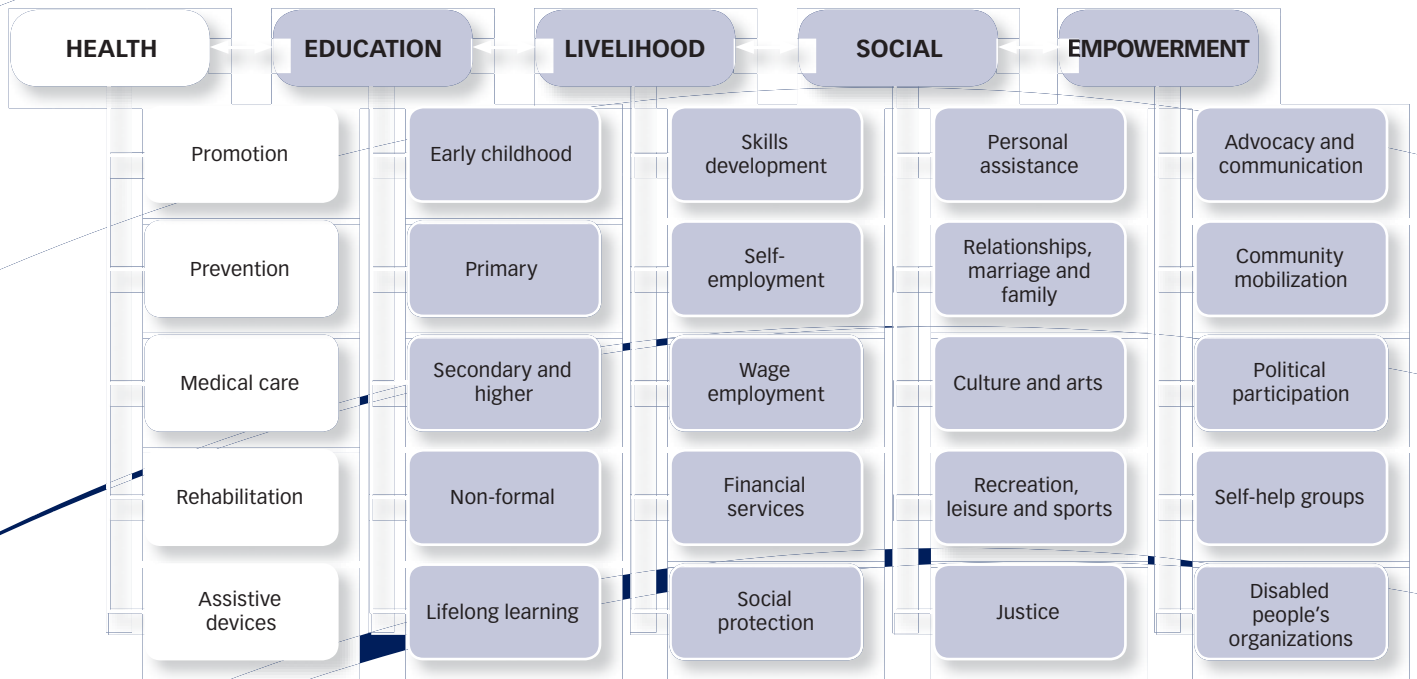 HEALTH
EDUCATION
LIVELIHOOD
SOCIAL
EMPOWERMENT
Promotion
Prevention
Medical care
Rehabilitation
Assistive
devices
Early childhood
Primary
Secondary and
higher
Non-formal
Lifelong learning
Skills
development
Self-
employment
Wage
employment
Financial
services
Social
protection
Personal
assistance
Relationships,
marriage and
family
Culture and arts
Recreation,
leisure and sports
Justice
Advocacy and
communication
Community
mobilization
Political
participation
Self-help groups
Disabled
people’s
organizations